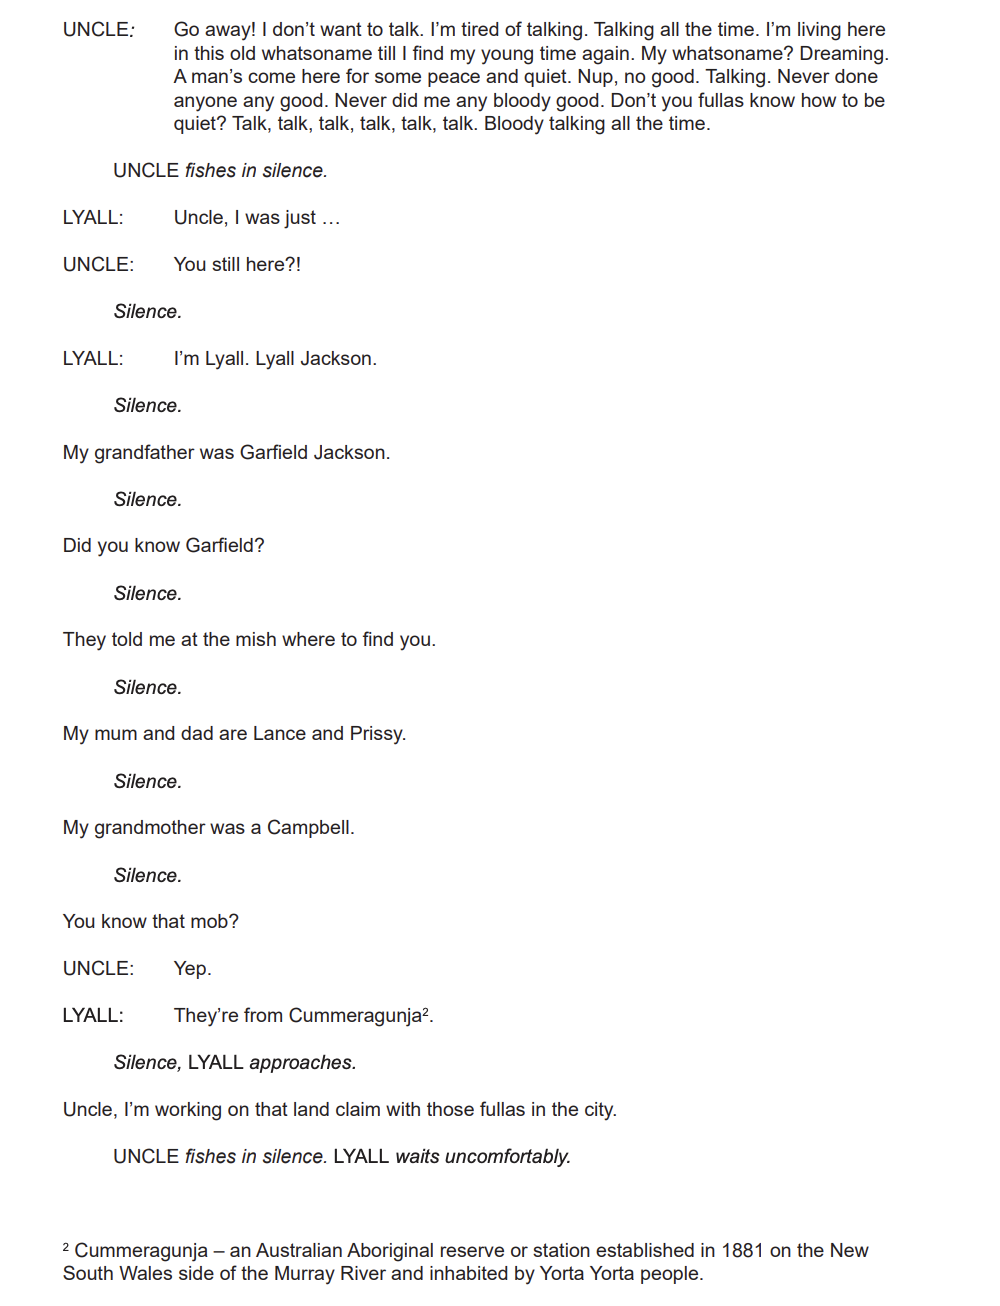 UNCLE: Go away! I don’t want to talk. I’m tired of talking. Talking all the time. I’m living here
in this old whatsoname till I find my young time again. My whatsoname? Dreaming.
A man’s come here for some peace and quiet. Nup, no good. Talking. Never done
anyone any good. Never did me any bloody good. Don’t you fullas know how to be
quiet? Talk, talk, talk, talk, talk, talk. Bloody talking all the time.
UNCLE fishes in silence.
LYALL: Uncle, I was just …
UNCLE: You still here?!
Silence.
LYALL: I’m Lyall. Lyall Jackson.
Silence.
My grandfather was Garfield Jackson.
Silence.
Did you know Garfield?
Silence.
They told me at the mish where to find you.
Silence.
My mum and dad are Lance and Prissy.
Silence.
My grandmother was a Campbell.
Silence.
You know that mob?
UNCLE: Yep.
LYALL: They’re from Cummeragunja².
Silence, LYALL approaches.
Uncle, I’m working on that land claim with those fullas in the city.
UNCLE fishes in silence. LYALL waits uncomfortably.
² Cummeragunja – an Australian Aboriginal reserve or station established in 1881 on the New
South Wales side of the Murray River and inhabited by Yorta Yorta people.